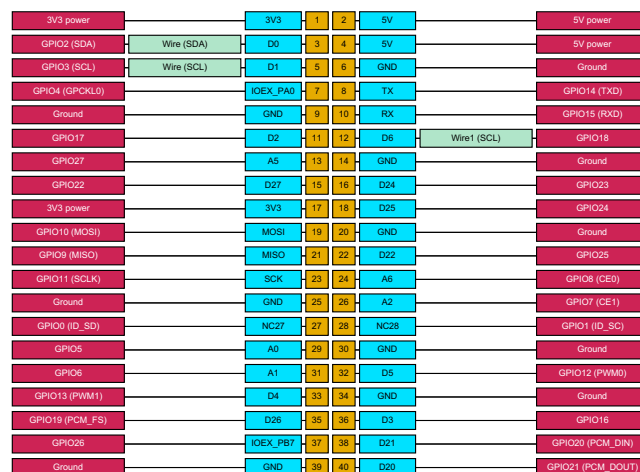 3V3 power 3V3 1 2 5V 5V power
GPIO2 (SDA) Wire (SDA) D0 3 4 5V 5V power
GPIO3 (SCL) Wire (SCL) D1 5 6 GND Ground
GPIO4 (GPCKL0) IOEX_PA0 7 8 TX GPIO14 (TXD)
Ground GND 9 10 RX GPIO15 (RXD)
GPIO17 D2 11 12 D6 Wire1 (SCL) GPIO18
GPIO27 A5 13 14 GND Ground
GPIO22 D27 15 16 D24 GPIO23
3V3 power 3V3 17 18 D25 GPIO24
GPIO10 (MOSI) MOSI 19 20 GND Ground
GPIO9 (MISO) MISO 21 22 D22 GPIO25
GPIO11 (SCLK) SCK 23 24 A6 GPIO8 (CE0)
Ground GND 25 26 A2 GPIO7 (CE1)
GPIO0 (ID_SD) NC27 27 28 NC28 GPIO1 (ID_SC)
GPIO5 A0 29 30 GND Ground
GPIO6 A1 31 32 D5 GPIO12 (PWM0)
GPIO13 (PWM1) D4 33 34 GND Ground
GPIO19 (PCM_FS) D26 35 36 D3 GPIO16
GPIO26 IOEX_PB7 37 38 D21 GPIO20 (PCM_DIN)
Ground GND 39 40 D20 GPIO21 (PCM_DOUT)